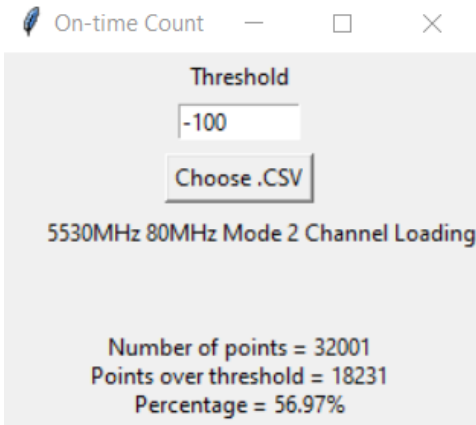 On-time Count
Threshold
-100
Choose .CSV
5530MHz 80MHz Mode 2 Channel Loading
Number of points = 32001
Points over threshold = 18231
Percentage = 56.97%